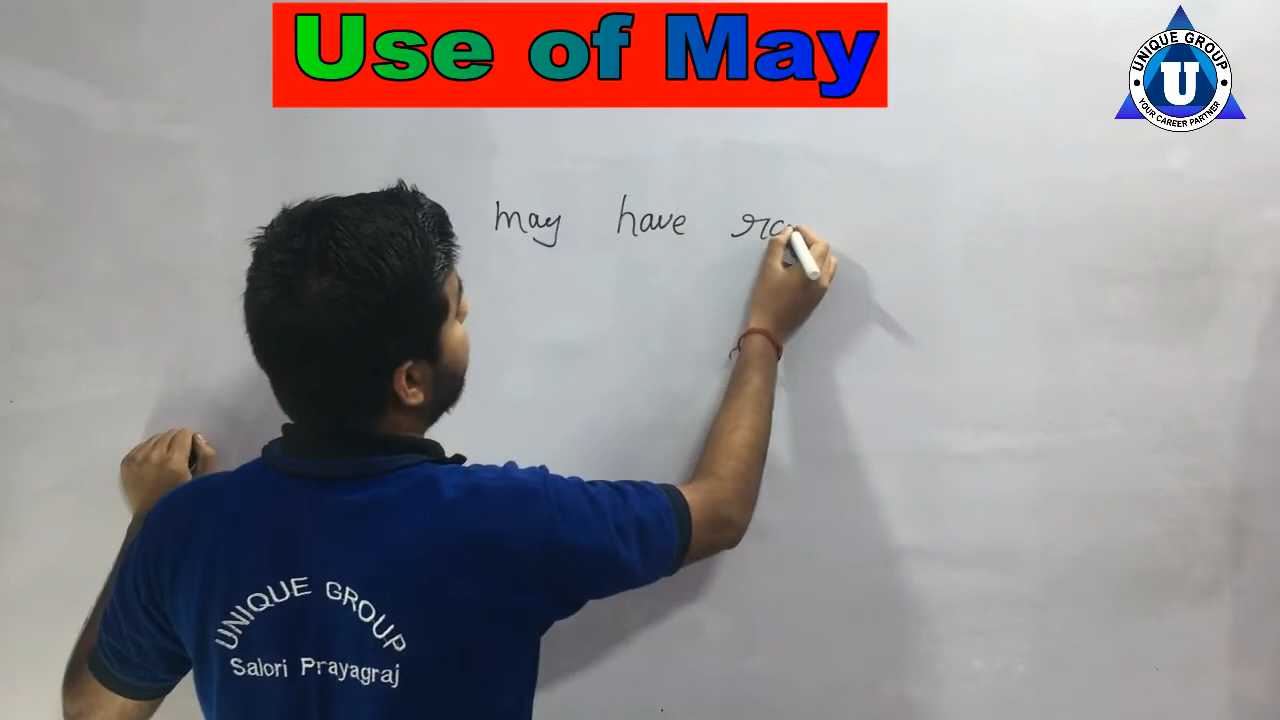 Use of May
UNIQUE GROUP
U
YOUR CAREER PARTNER
may have
UNIQUE GROUP
Salori Prayagraj